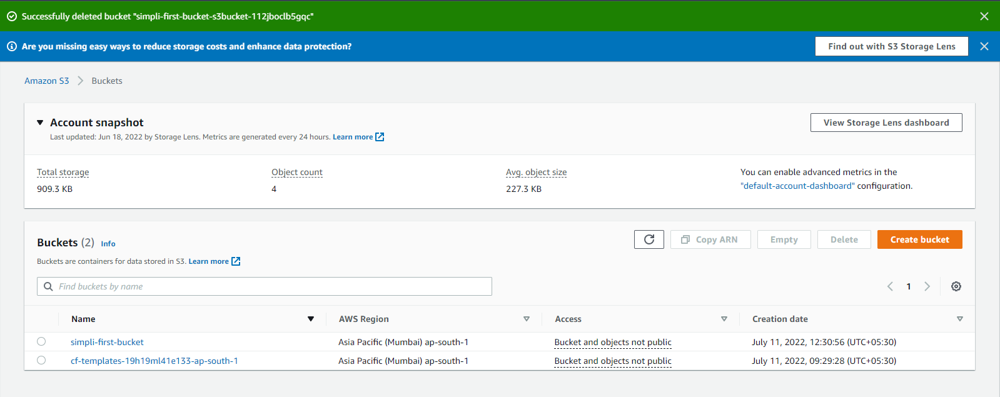 Successfully deleted bucket "simpli-first-bucket-s3bucket-112jboclb5gqc"
Are you missing easy ways to reduce storage costs and enhance data protection?
Find out with S3 Storage Lens
Amazon S3
Buckets
Account snapshot
View Storage Lens dashboard
Last updated: Jun 18, 2022 by Storage Lens. Metrics are generated every 24 hours. Learn more
Total storage
909.3 KB
Object count
4
Avg. object size
227.3 KB
You can enable advanced metrics in the
"default-account-dashboard" configuration.
Buckets (2) Info
Copy ARN
Empty
Delete
Create bucket
Buckets are containers for data stored in S3. Learn more
Find buckets by name
1
Name AWS Region Access Creation date
simpli-first-bucket Asia Pacific (Mumbai) ap-south-1 Bucket and objects not public July 11, 2022, 12:30:56 (UTC+05:30)
cf-templates-19h19ml41e133-ap-south-1 Asia Pacific (Mumbai) ap-south-1 Bucket and objects not public July 11, 2022, 09:29:28 (UTC+05:30)